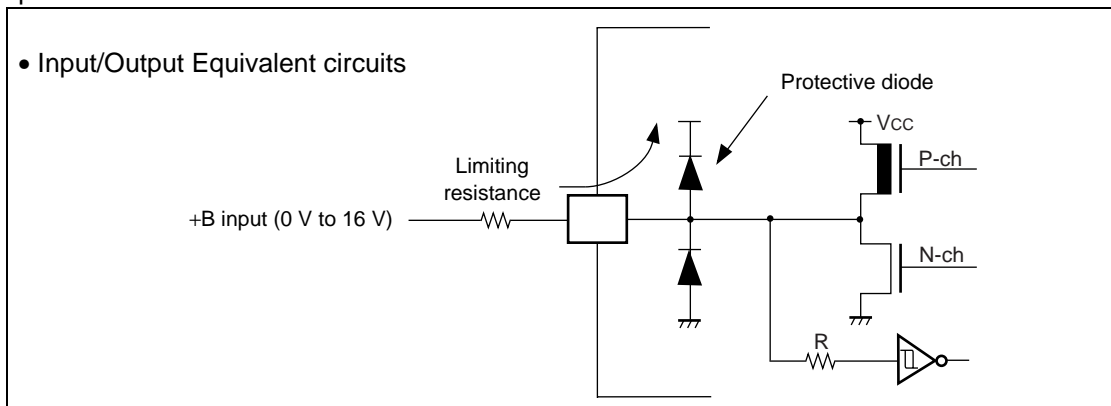 • Input/Output Equivalent circuits
Protective diode
VCC
P-ch
Limiting
resistance
+B input (0 V to 16 V)
N-ch
R